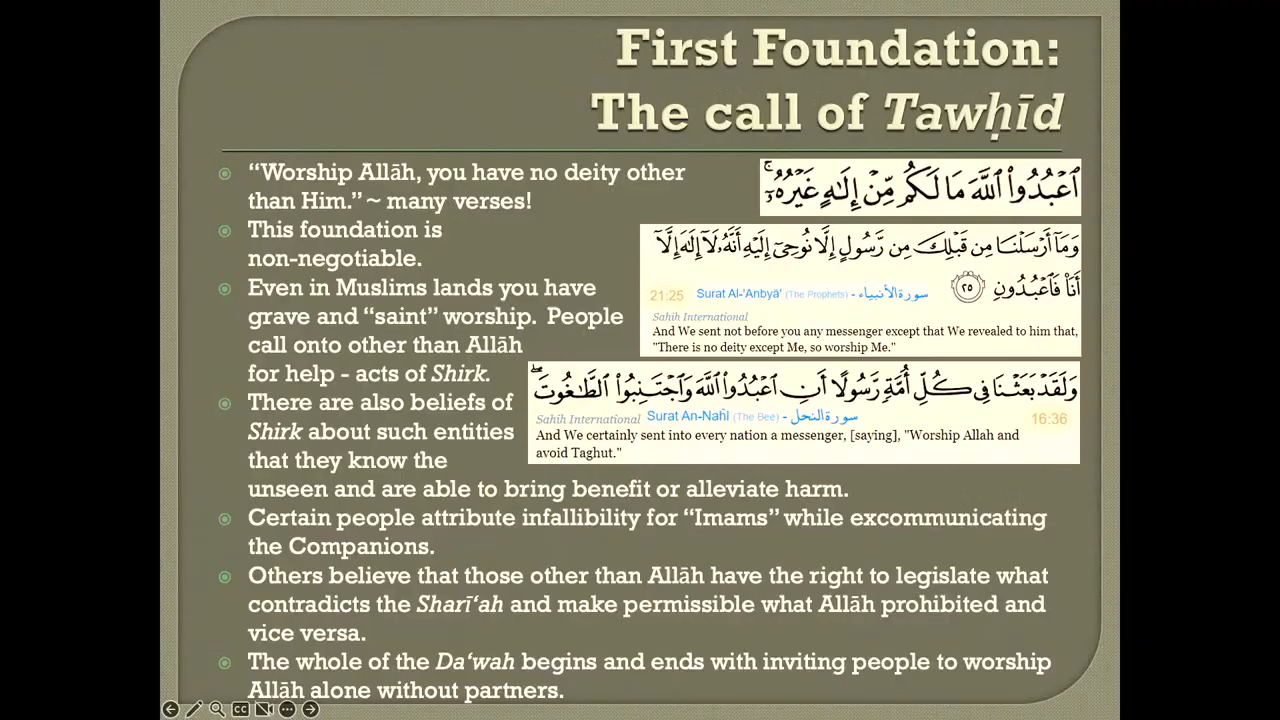 First Foundation:
The call of Tawḥīd
“Worship Allāh, you have no deity other
than Him.” ~ many verses!
ٱعْبُدُوا۟ ٱللَّهَ مَا لَكُم مِّنْ إِلَـٰهٍ غَيْرُهُۥٓ ۚ
This foundation is
non-negotiable.
وَمَآ أَرْسَلْنَا مِن قَبْلِكَ مِن رَّسُولٍ إِلَّا نُوحِىٓ إِلَيْهِ أَنَّهُۥ لَآ إِلَـٰهَ إِلَّآ
أَنَا۠ فَٱعْبُدُونِ ٢٥
21:25 Surat Al-'Anbyā' (The Prophets) - سورة الأنبياء
Sahih International
And We sent not before you any messenger except that We revealed to him that,
"There is no deity except Me, so worship Me."
Even in Muslims lands you have
grave and “saint” worship. People
call onto other than Allāh
for help - acts of Shirk.
وَلَقَدْ بَعَثْنَا فِى كُلِّ أُمَّةٍ رَّسُولًا أَنِ ٱعْبُدُوا۟ ٱللَّهَ وَٱجْتَنِبُوا۟ ٱلطَّـٰغُوتَ ۖ
Sahih International Surat An-Naĥl (The Bee) - سورة النحل 16:36
And We certainly sent into every nation a messenger, [saying], "Worship Allah and
avoid Taghut."
There are also beliefs of
Shirk about such entities
that they know the
unseen and are able to bring benefit or alleviate harm.
Certain people attribute infallibility for “Imams” while excommunicating
the Companions.
Others believe that those other than Allāh have the right to legislate what
contradicts the Sharī‘ah and make permissible what Allāh prohibited and
vice versa.
The whole of the Da‘wah begins and ends with inviting people to worship
Allāh alone without partners.
CC